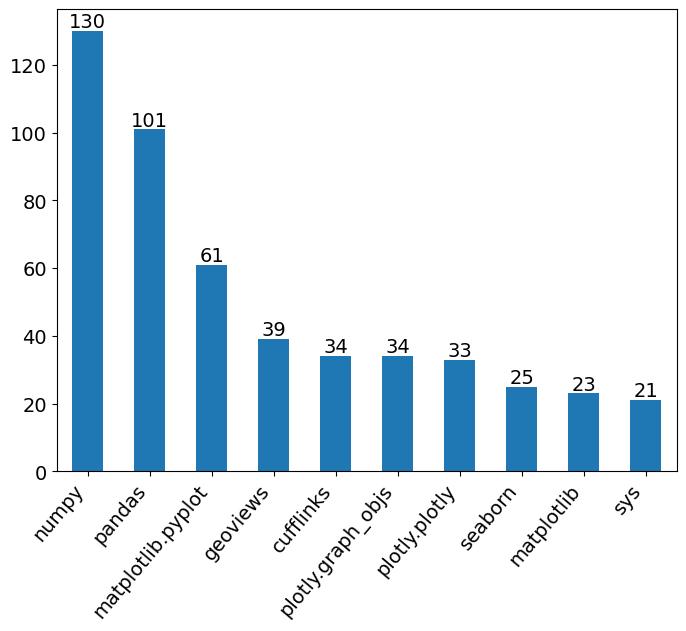 130
120
101
100
80
61
60
39
40
34
34
33
25
23
21
20
0
numpy
pandas
matplotlib.pyplot
geoviews
cufflinks
plotly.graph_objs
plotly.plotly
seaborn
matplotlib
sys